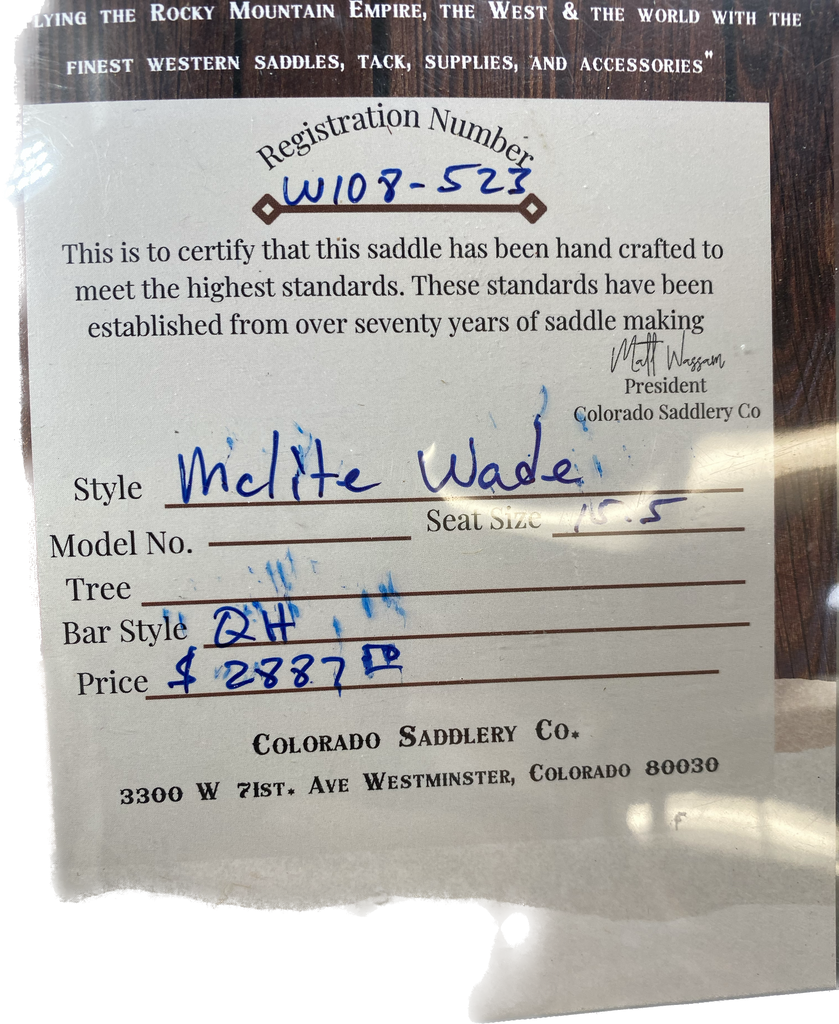 LYING THE ROCKY MOUNTAIN EMPIRE, THE WEST & THE WORLD WITH THE
FINEST WESTERN SADDLES, TACK, SUPPLIES, AND ACCESSORIES"
Registration Number
W108-523
This is to certify that this saddle has been hand crafted to
meet the highest standards. These standards have been
established from over seventy years of saddle making
Matt Wassam
President
Colorado Saddlery Co
Style Mclite Wade
Seat Size 15.5
Model No.
Tree
Bar Style QH
Price $ 2887
COLORADO SADDLERY CO.
3300 W 71ST. AVE WESTMINSTER, COLORADO 80030